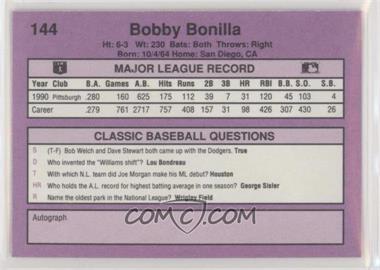 144
Bobby Bonilla
Ht: 6-3 Wt: 230 Bats: Both Throws: Right
Born: 10/4/64 Home: San Diego, CA
MAJOR LEAGUE RECORD
Year Club B.A. G A.B. Hits Runs 2B 3B HR RBI B.B. S.O. S.B.
1990 Pittsburgh .280 160 625 175 112 39 7 31 120 45 103 4
Career .279 761 2717 757 408 157 31 98 426 307 430 26
CLASSIC BASEBALL QUESTIONS
S (T-F) Bob Welch and Dave Stewart both came up with the Dodgers. True
D Who invented the "Williams shift"? Lou Bondreau
T With which N.L. team did Joe Morgan make his ML debut? Houston
HR Who holds the A.L. record for highest batting average in one season? George Sisler
R Name the oldest park in the National League? Wrigley Field
Autograph
COMC